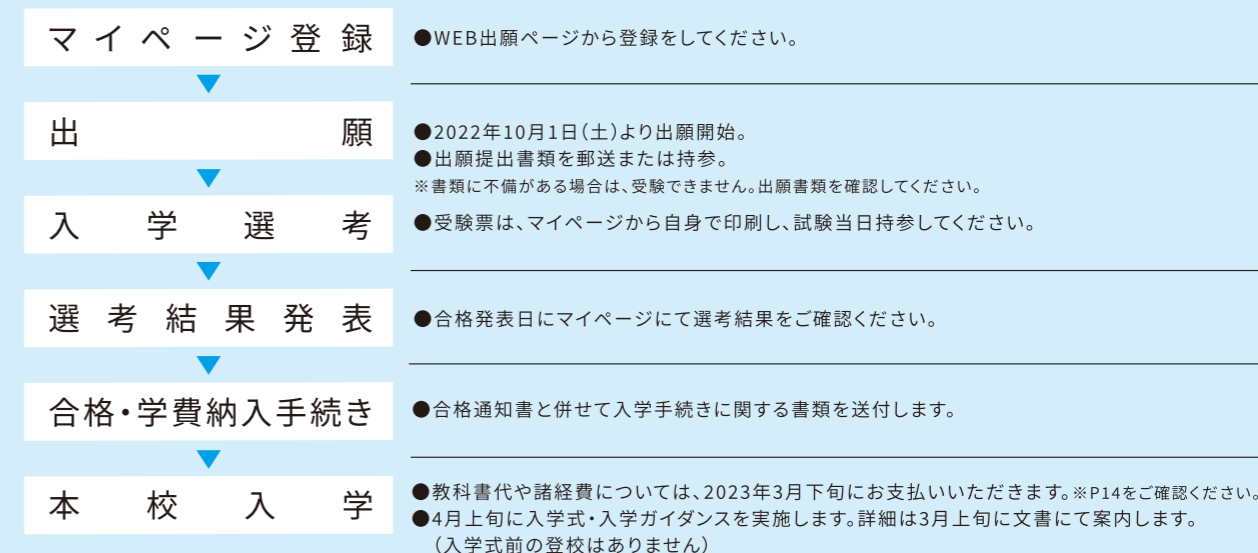 マイページ登録
●WEB出願ページから登録をしてください。
出願
●2022年10月1日(土)より出願開始。
●出願提出書類を郵送または持参。
※書類に不備がある場合は、受験できません。出願書類を確認してください。
入学選考
●受験票は、マイページから自身で印刷し、試験当日持参してください。
選考結果発表
●合格発表日にマイページにて選考結果をご確認ください。
合格・学費納入手続き
●合格通知書と併せて入学手続きに関する書類を送付します。
本校入学
●教科書代や諸経費については、2023年3月下旬にお支払いいただきます。※P14をご確認ください。
●4月上旬に入学式・入学ガイダンスを実施します。詳細は3月上旬に文書にて案内します。
(入学式前の登校はありません)